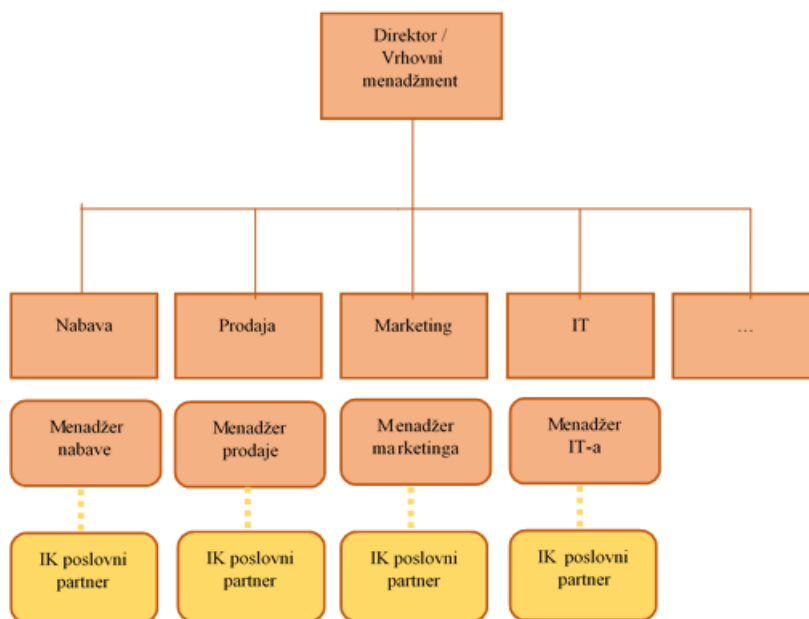 Direktor /
Vrhovni
menadžment
Nabava
Prodaja
Marketing
IT
...
Menadžer
nabave
Menadžer
prodaje
Menadžer
marketinga
Menadžer
IT-a
IK poslovni
partner
IK poslovni
partner
IK poslovni
partner
IK poslovni
partner